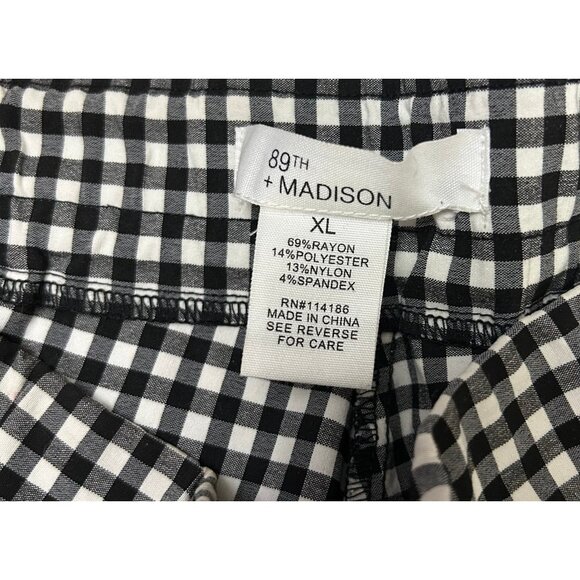 89TH
+ MADISON
XL
69%RAYON
14%POLYESTER
13%NYLON
4%SPANDEX
RN#114186
MADE IN CHINA
SEE REVERSE
FOR CARE